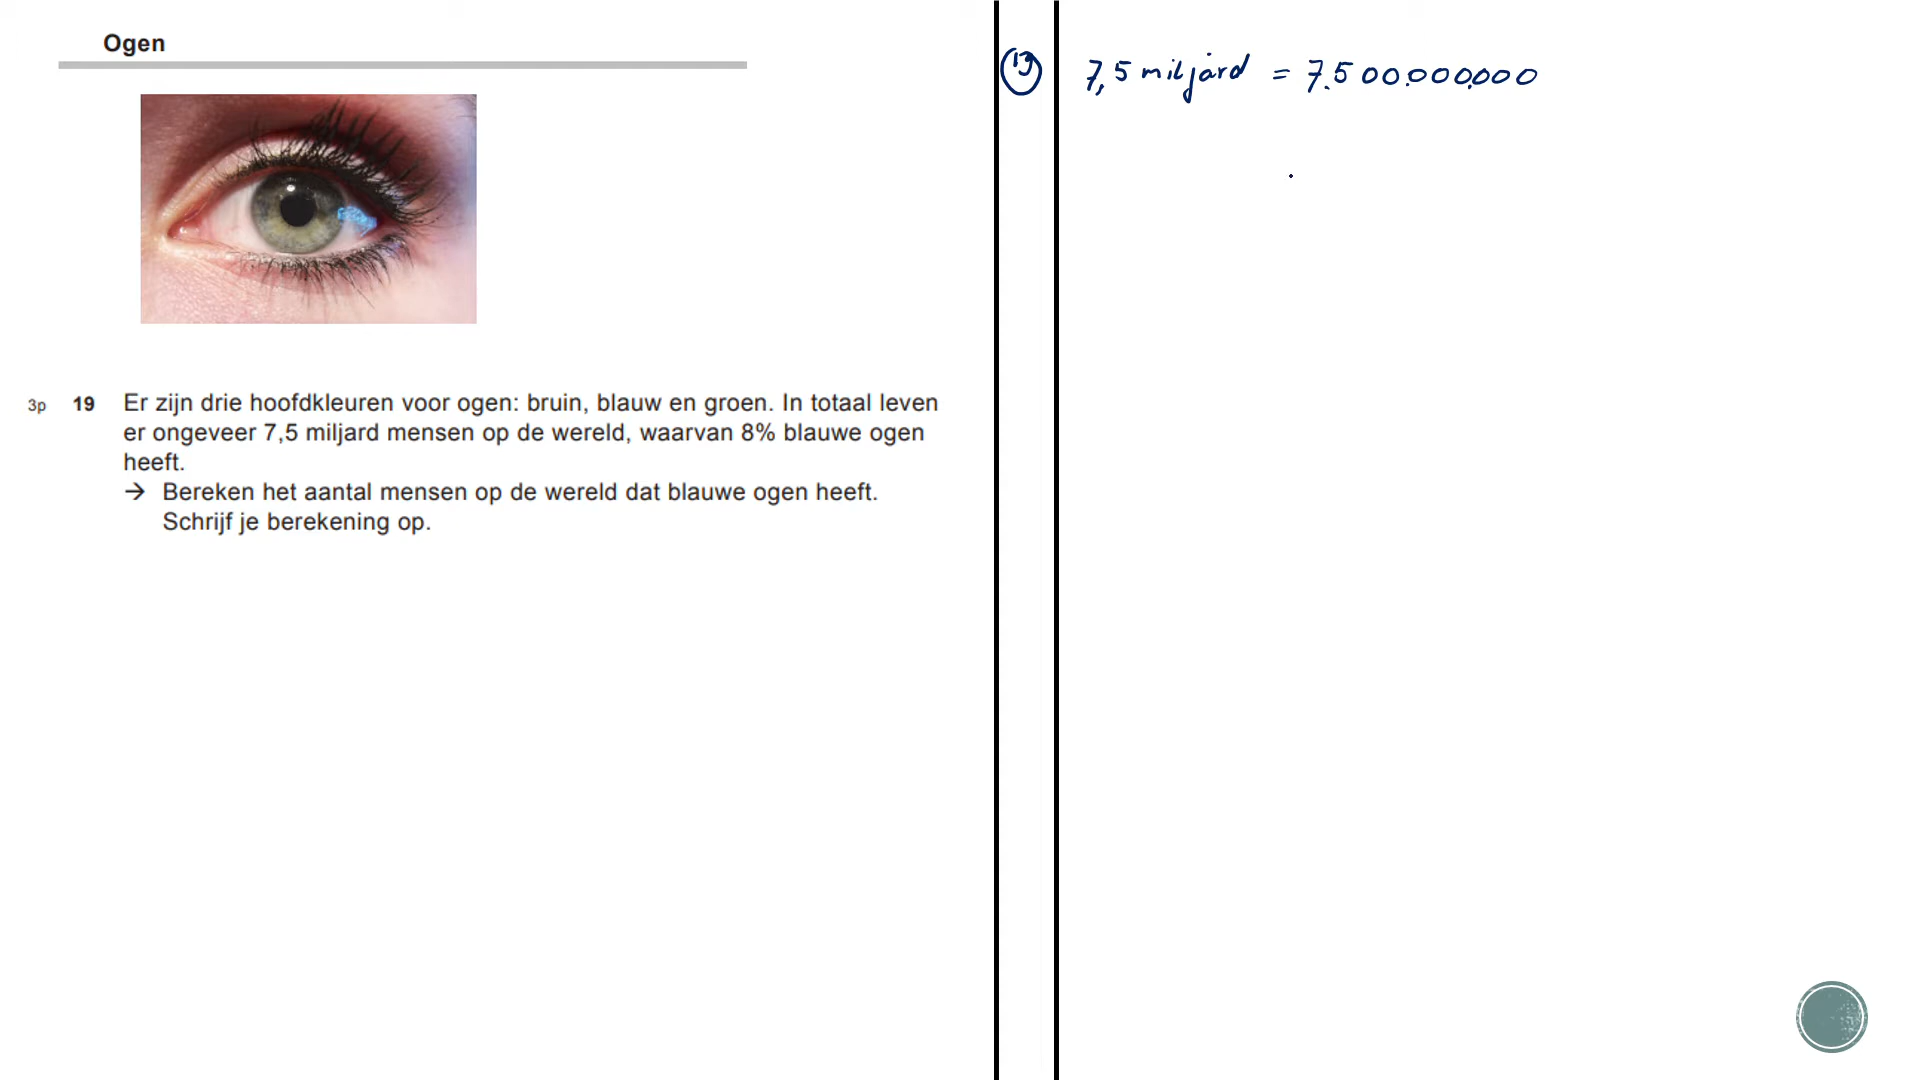 Ogen
3p 19 Er zijn drie hoofdkleuren voor ogen: bruin, blauw en groen. In totaal leven
er ongeveer 7,5 miljard mensen op de wereld, waarvan 8% blauwe ogen
heeft.
→ Bereken het aantal mensen op de wereld dat blauwe ogen heeft.
Schrijf je berekening op.
19 7,5 miljard = 7.500.000.000